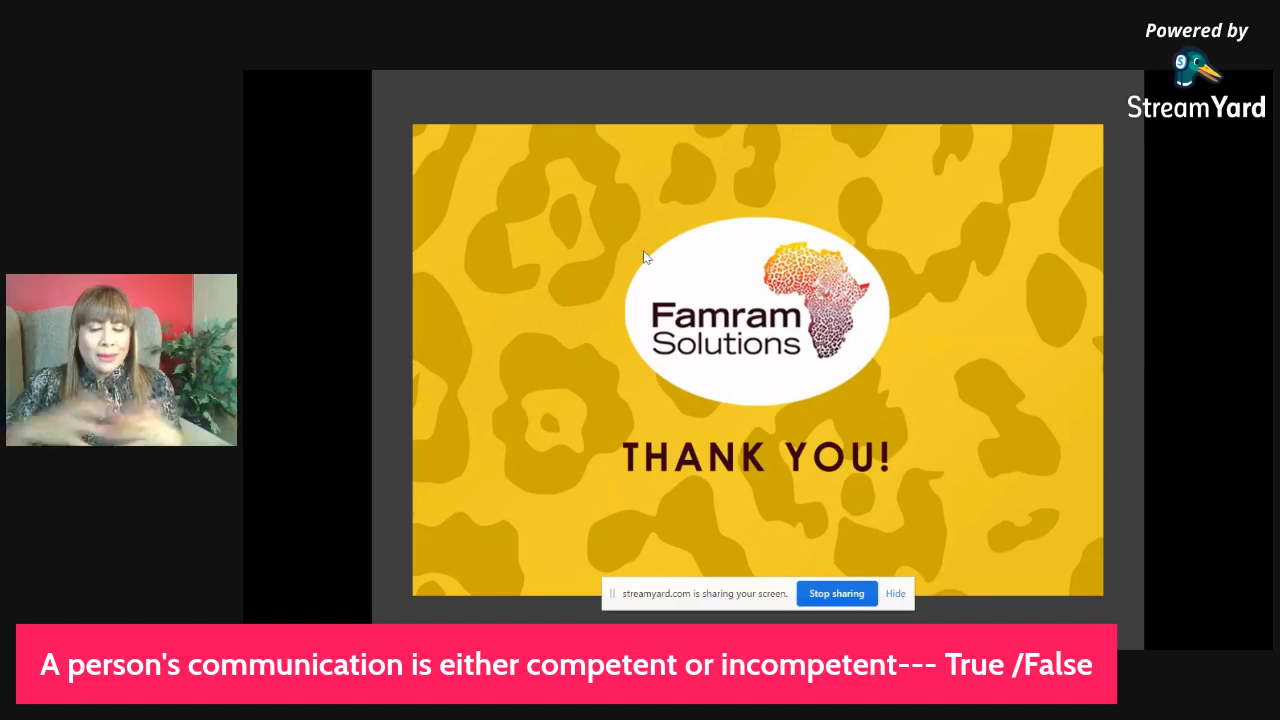 Powered by
StreamYard
Famram
Solutions
THANK YOU!
streamyard.com is sharing your screen. Stop sharing Hide
A person's communication is either competent or incompetent--- True /False